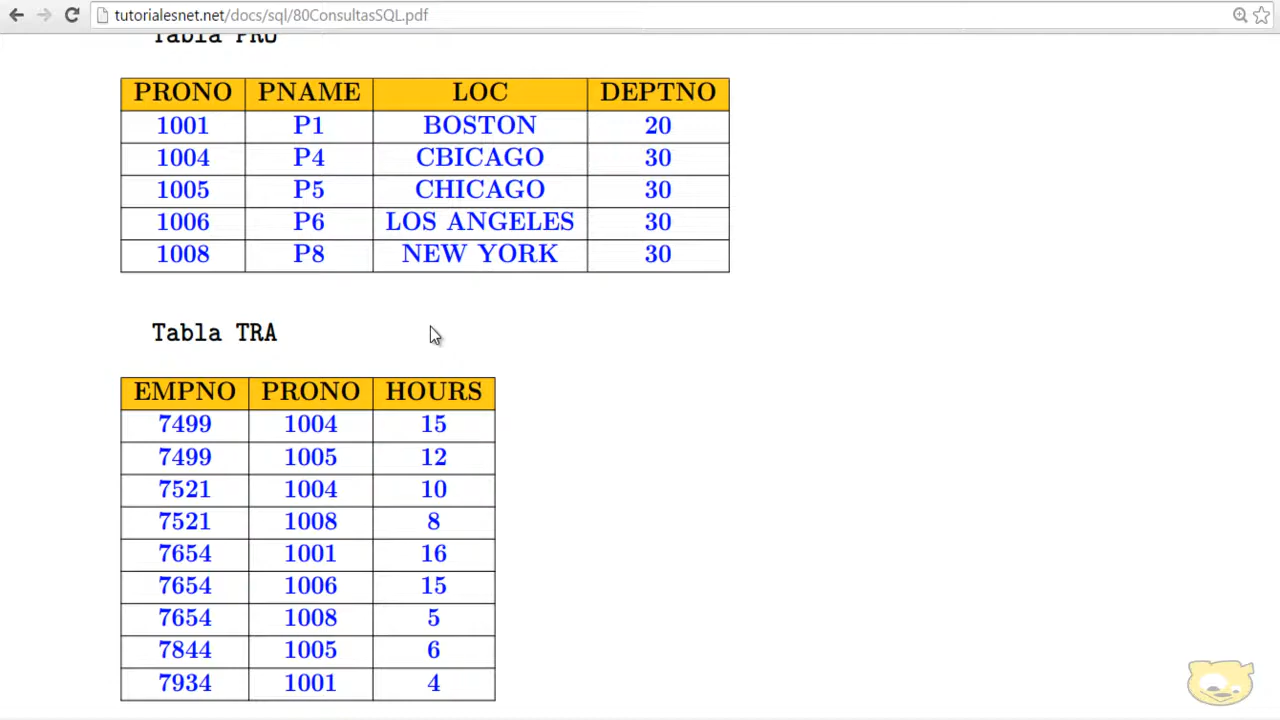 tutorialesnet.net/docs/sql/80ConsultasSQL.pdf
Tabla PRO
PRONO PNAME LOC DEPTNO
1001 P1 BOSTON 20
1004 P4 CBICAGO 30
1005 P5 CHICAGO 30
1006 P6 LOS ANGELES 30
1008 P8 NEW YORK 30
Tabla TRA
EMPNO PRONO HOURS
7499 1004 15
7499 1005 12
7521 1004 10
7521 1008 8
7654 1001 16
7654 1006 15
7654 1008 5
7844 1005 6
7934 1001 4